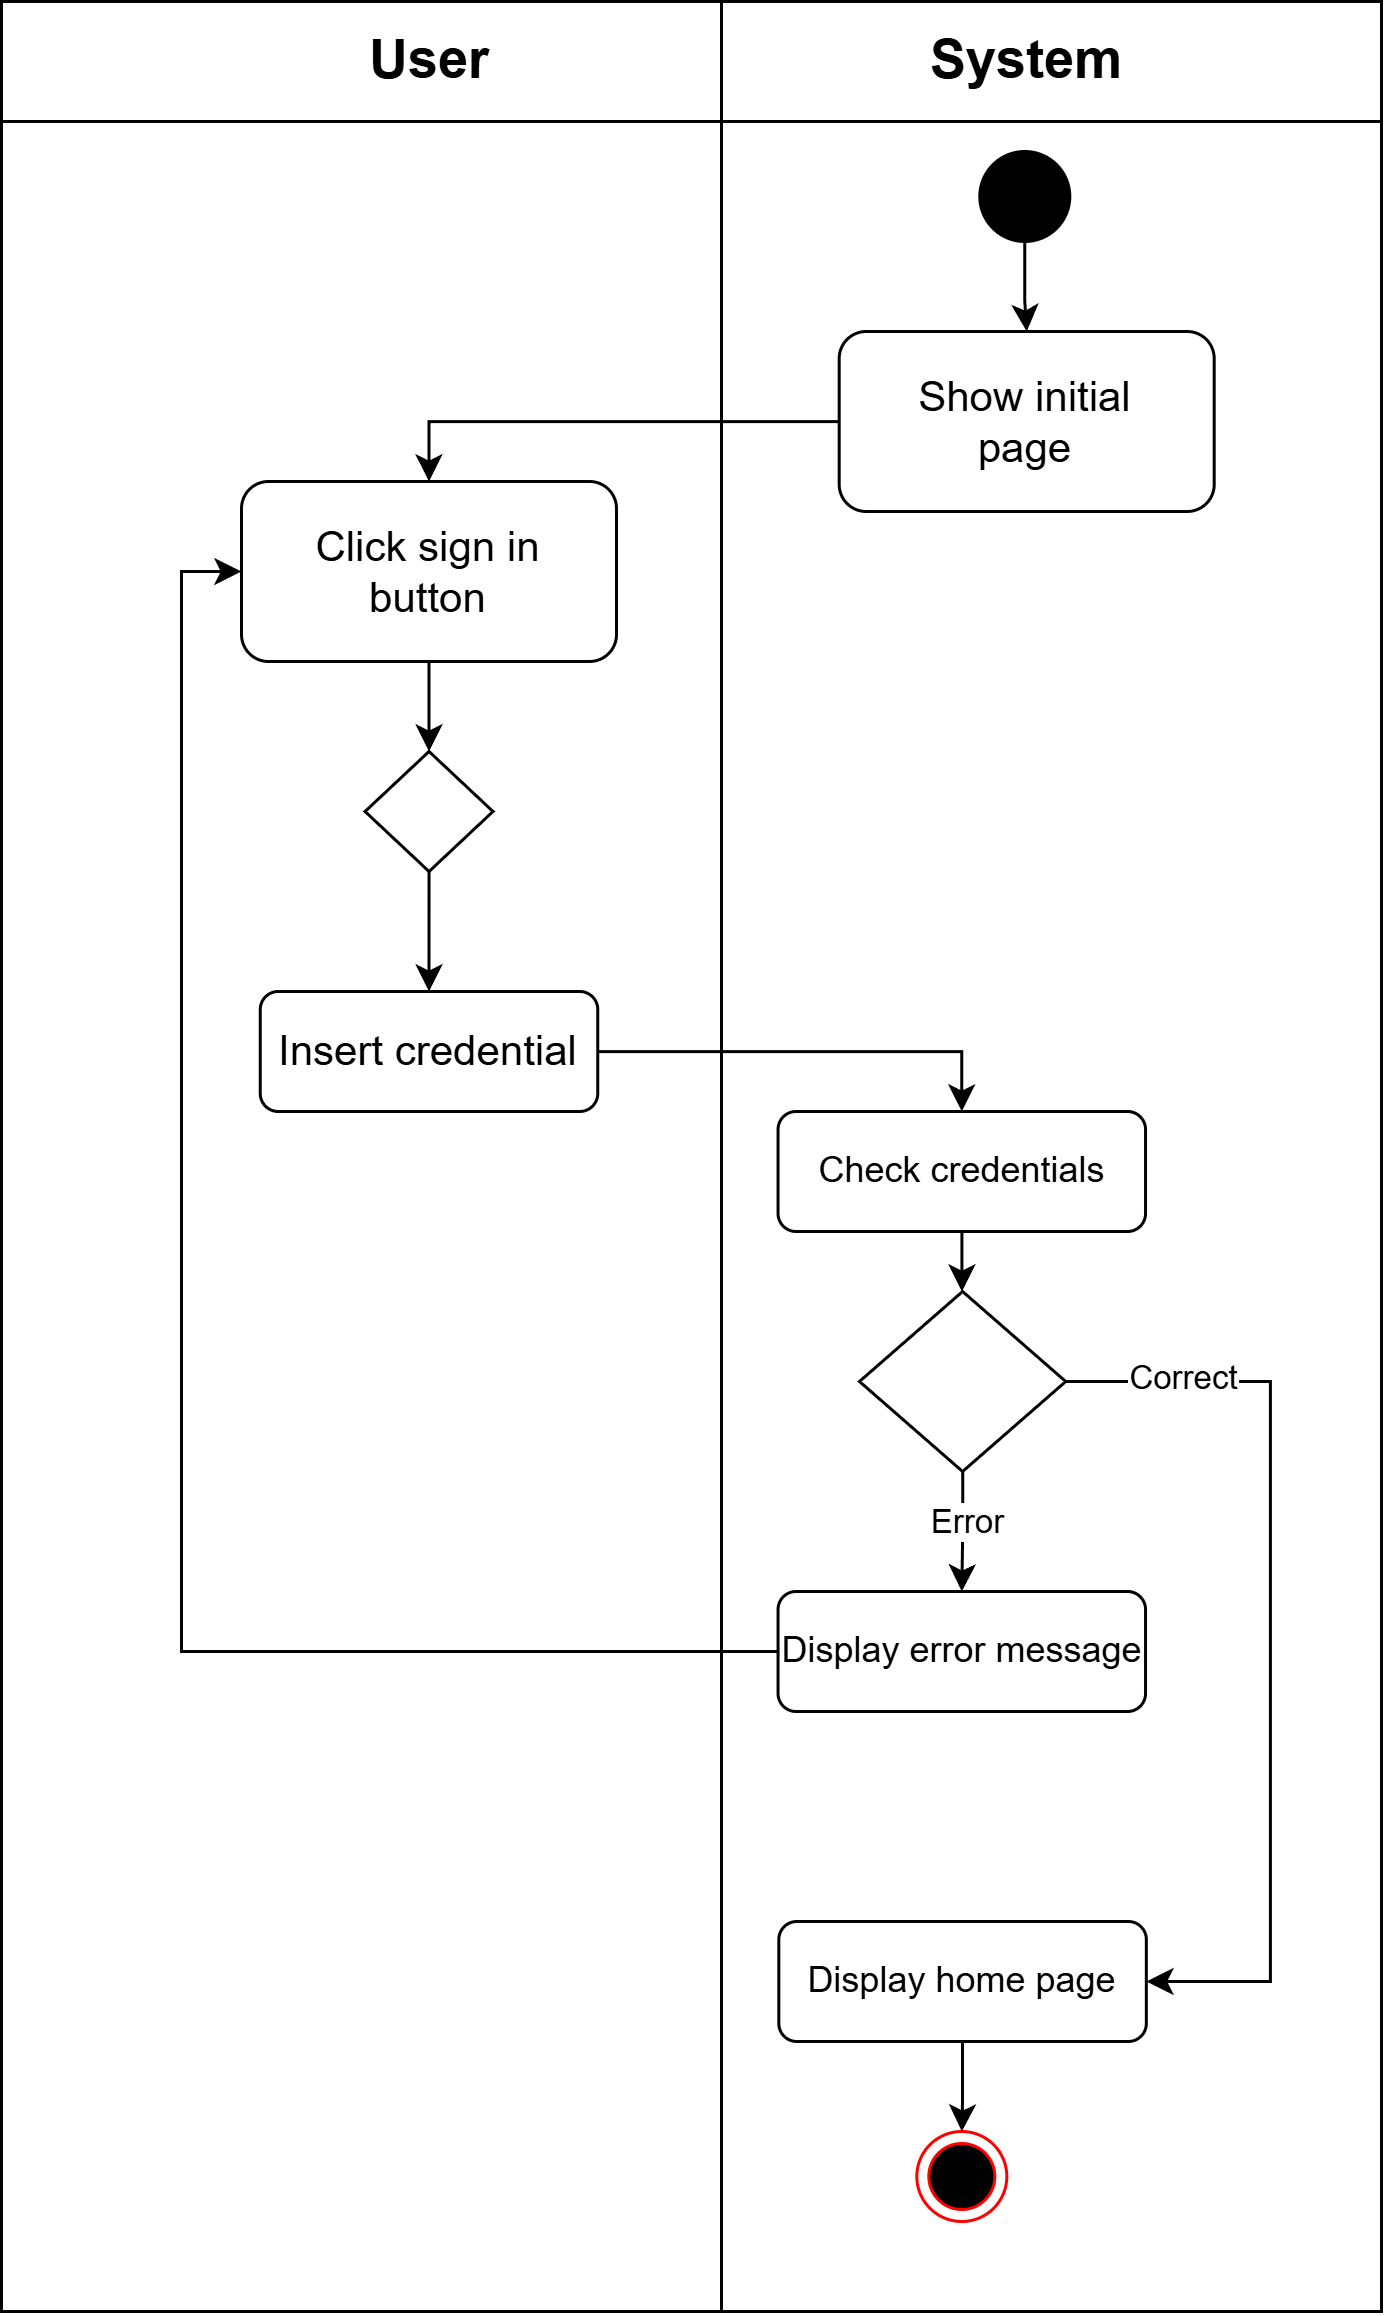 User
System
Show initial
page
Click sign in
button
Insert credential
Check credentials
Correct
Error
Display error message
Display home page